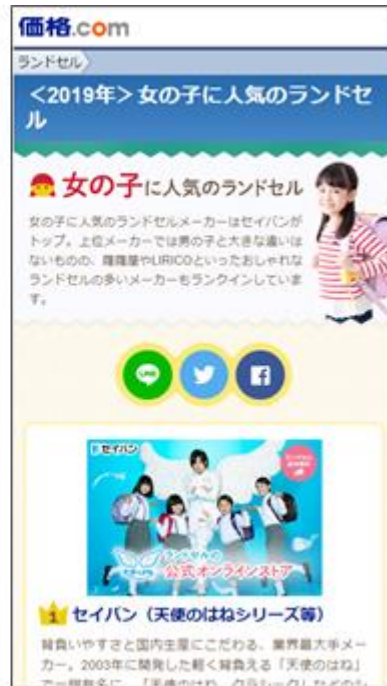 価格.com
ランドセル
＜2019年＞女の子に人気のランドセ
ル
女の子に人気のランドセル
女の子に人気のランドセルメーカーはセイバンが
トップ。上位メーカーでは男の子と大きな違いは
ないものの、羅羅屋やLIRICOといったおしゃれな
ランドセルの多いメーカーもランクインしていま
す。
LINE
セイバン
ランドセルの
公式オンラインストア
1 セイバン（天使のはねシリーズ等）
背負いやすさと国内生産にこだわる、業界最大手メー
カー。2003年に開発した軽く背負える「天使のはね」